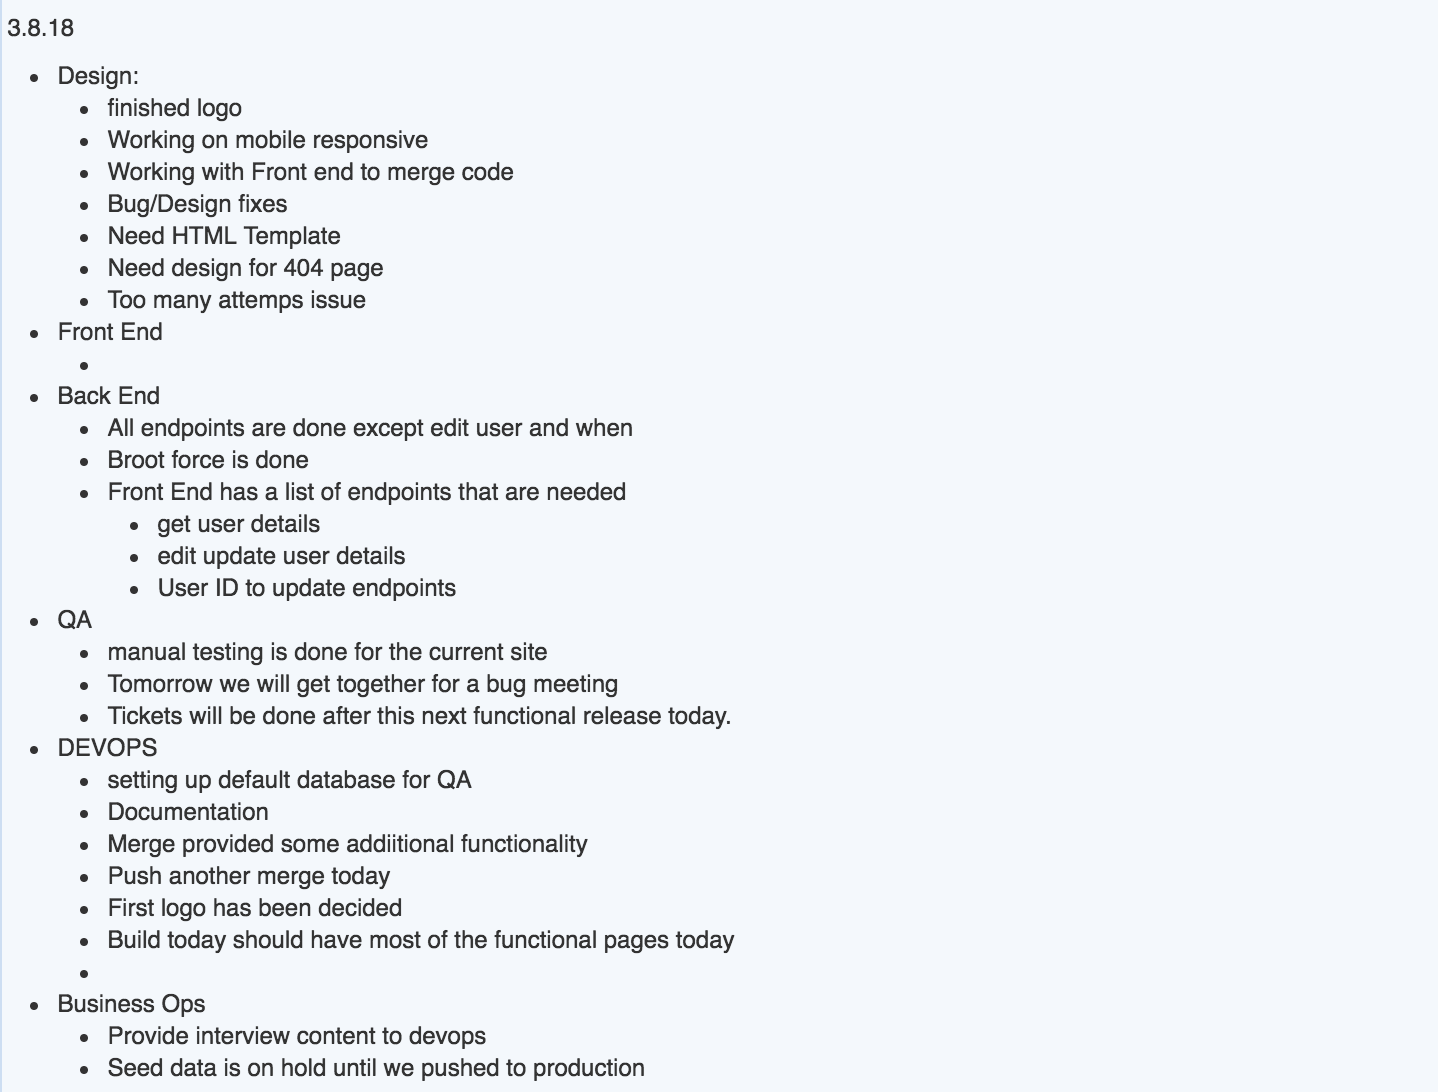 3.8.18
Design:
finished logo
Working on mobile responsive
Working with Front end to merge code
Bug/Design fixes
Need HTML Template
Need design for 404 page
Too many attemps issue
Front End
Back End
All endpoints are done except edit user and when
Broot force is done
Front End has a list of endpoints that are needed
get user details
edit update user details
User ID to update endpoints
QA
manual testing is done for the current site
Tomorrow we will get together for a bug meeting
Tickets will be done after this next functional release today.
DEVOPS
setting up default database for QA
Documentation
Merge provided some addiitional functionality
Push another merge today
First logo has been decided
Build today should have most of the functional pages today
Business Ops
Provide interview content to devops
Seed data is on hold until we pushed to production